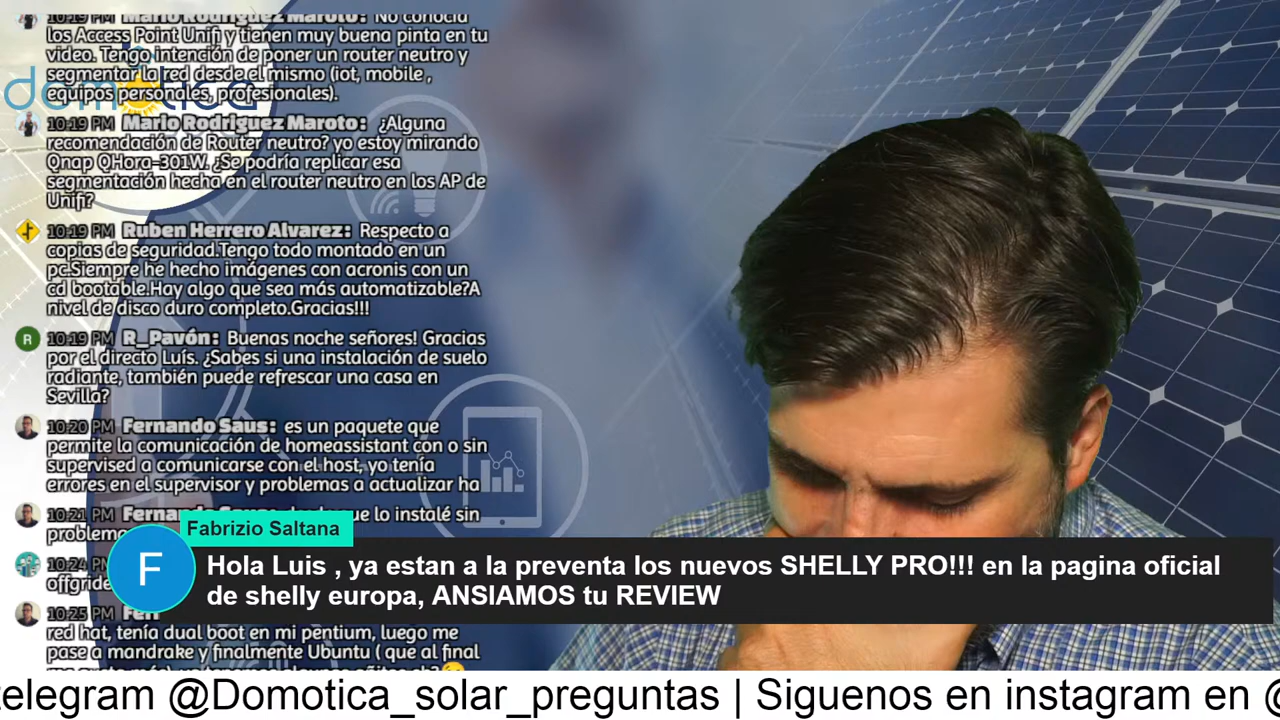 10:19 PM Mario Rodriguez Maroto: No conocía
los Access Point Unifi y tienen muy buena pinta en tu
video. Tengo intención de poner un router neutro y
segmentar la red desde el mismo (iot, mobile ,
equipos personales, profesionales).
domótica
10:19 PM Mario Rodriguez Maroto: ¿Alguna
recomendación de Router neutro? yo estoy mirando
Qnap QHora-301W. ¿Se podría replicar esa
segmentación hecha en el router neutro en los AP de
Unifi?
10:19 PM Ruben Herrero Alvarez: Respecto a
copias de seguridad.Tengo todo montado en un
pc.Siempre he hecho imágenes con acronis con un
cd bootable.Hay algo que sea más automatizable?A
nivel de disco duro completo.Gracias!!!
R
10:19 PM R_Pavón: Buenas noche señores! Gracias
por el directo Luís. ¿Sabes si una instalación de suelo
radiante, también puede refrescar una casa en
Sevilla?
10:20 PM Fernando Saus: es un paquete que
permite la comunicación de homeassistant con o sin
supervised a comunicarse con el host, yo tenía
errores en el supervisor y problemas a actualizar ha
10:21 PM lo instalé sin
Fabrizio Saltana
F
Hola Luis , ya estan a la preventa los nuevos SHELLY PRO!!! en la pagina oficial
de shelly europa, ANSIAMOS tu REVIEW
10:24
10:25 PM
red hat, tenía dual boot en mi pentium, luego me
pase a mandrake y finalmente Ubuntu ( que al final
telegram @Domotica_solar_preguntas | Siguenos en instagram en @